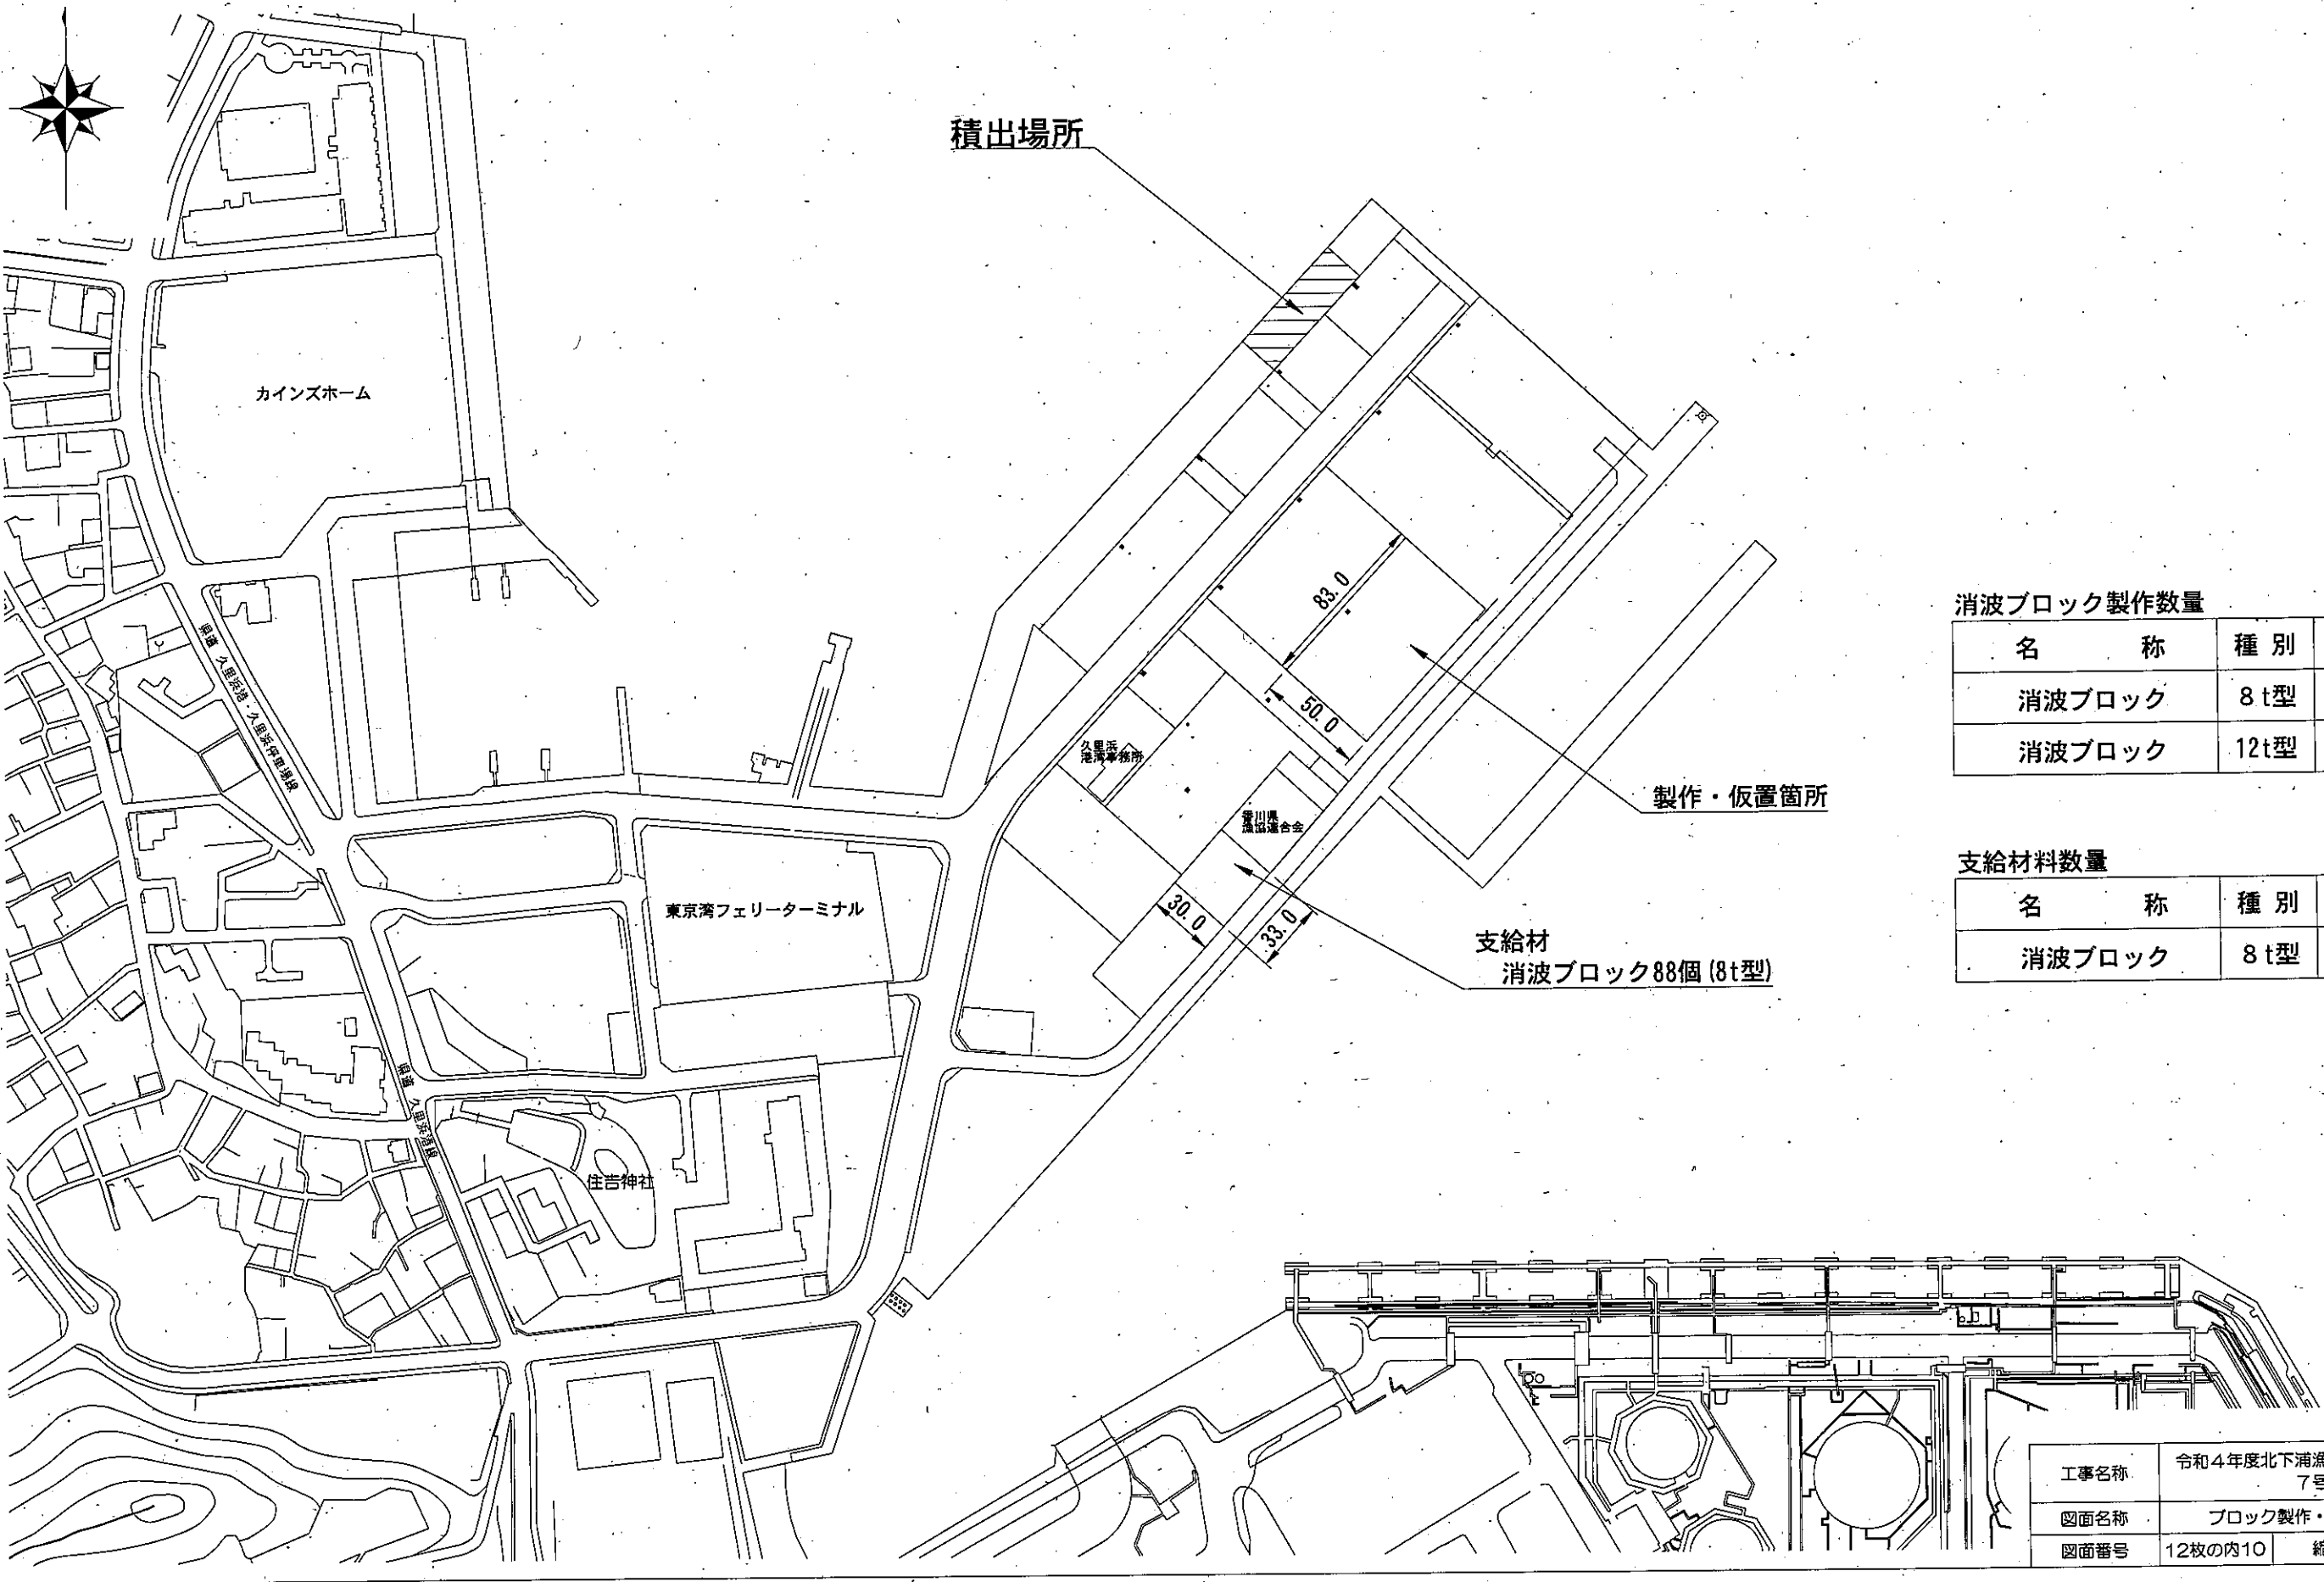 積出場所
カインズホーム
83.0
50.0
消波ブロック製作数量
名 称 種 別
消波ブロック 8t型
消波ブロック 12t型
県道 久里浜港・久里浜停車場線
久里浜
港湾事務所
製作・仮置箇所
漁協連合会
支給材料数量
名 称 種 別
消波ブロック 8t型
東京湾フェリーターミナル
30.0
33.0
支給材
消波ブロック88個(8t型)
県道 久里浜港線
住吉神社
工事名称 令和4年度北下浦漁
7号
図面名称 ブロック製作・
図面番号 12枚の内10